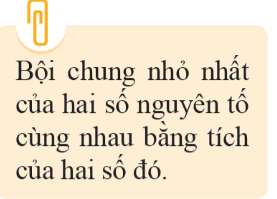 Bội chung nhỏ nhất
của hai số nguyên tố
cùng nhau bằng tích
của hai số đó.